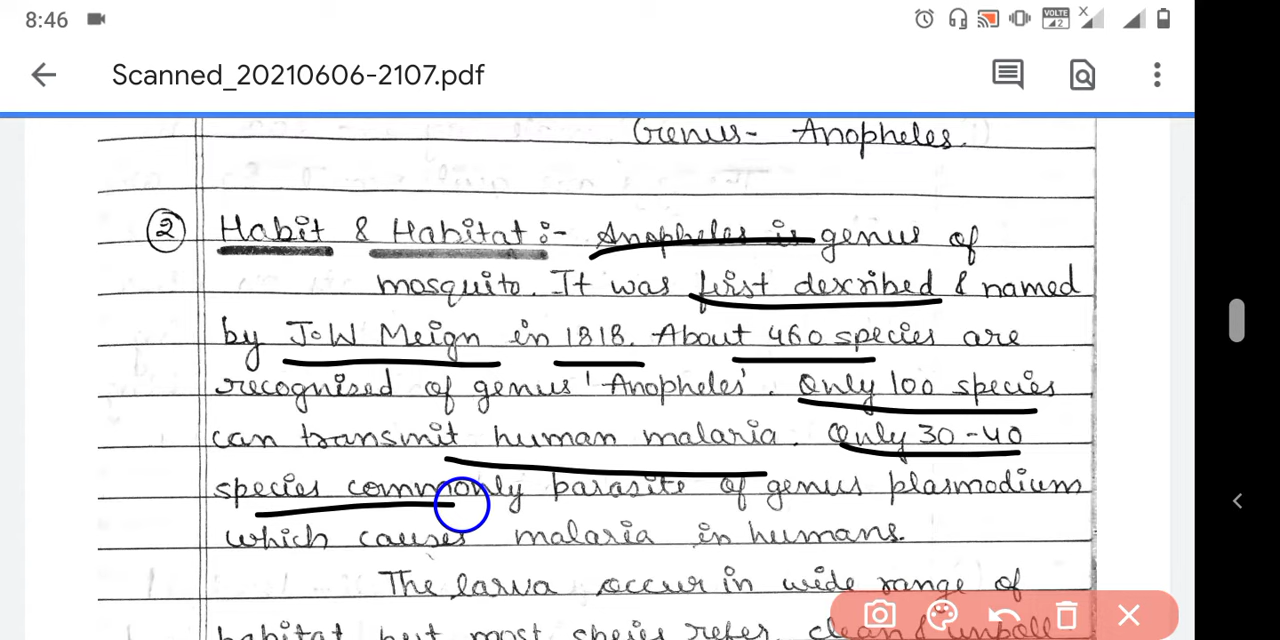 8:46
VOLTE 2 X
Scanned_20210606-2107.pdf
Genus- Anopheles.
② Habit & Habitat :- Anopheles is genus of
mosquito. It was first described & named
by J.W Meign in 1818. About 460 species are
recognised of genus 'Anopheles'. Only 100 species
can transmit human malaria. Only 30-40
species commonly parasite of genus plasmodium
which causes malaria in humans.
The larva occur in wide range of
habitat but most species refer clean &